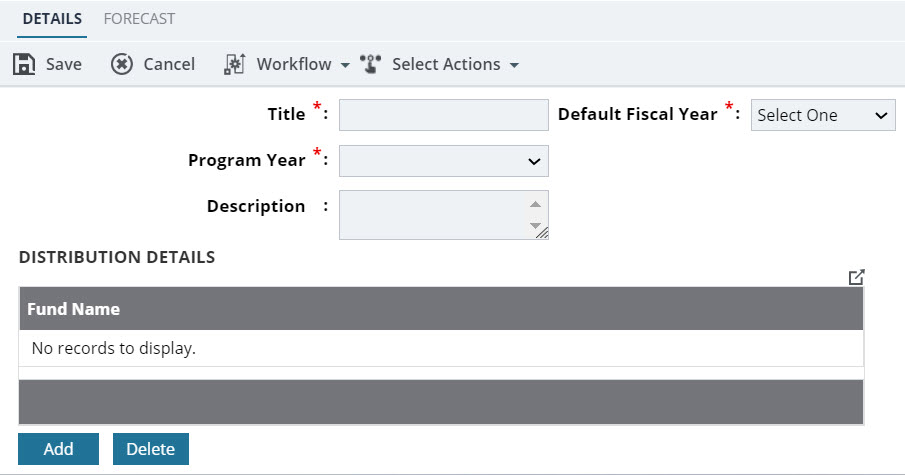 DETAILS FORECAST
Save Cancel Workflow Select Actions
Title *: Default Fiscal Year *: Select One
Program Year *:
Description :
DISTRIBUTION DETAILS
Fund Name
No records to display.
Add Delete